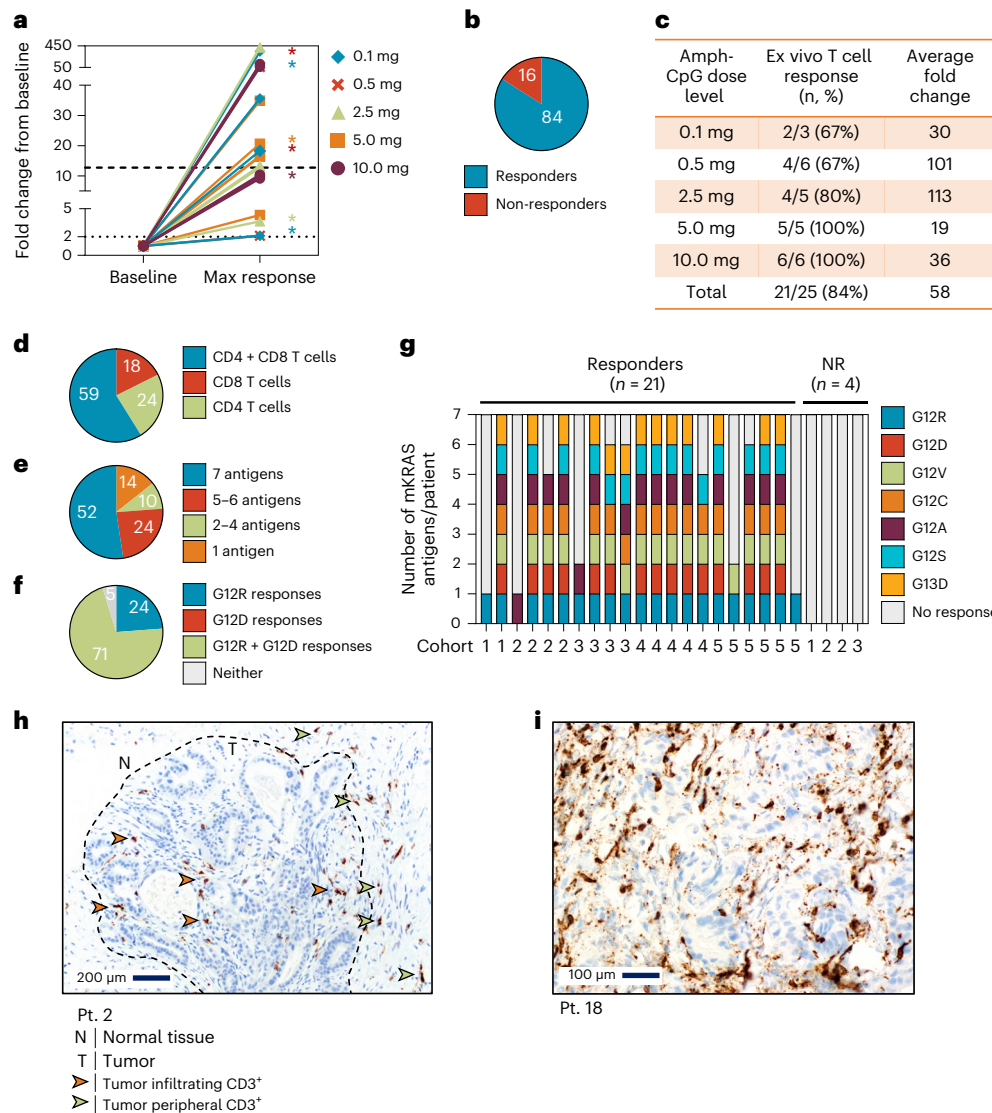 a
Fold change from baseline
450
50
40
30
20
10
5
2
0
Baseline
Max response
*
*
*
*
*
*
*
0.1 mg
0.5 mg
2.5 mg
5.0 mg
10.0 mg
b
16
84
Responders
Non-responders
c
Amph-CpG dose level
Ex vivo T cell response (n, %)
Average fold change
0.1 mg 2/3 (67%) 30
0.5 mg 4/6 (67%) 101
2.5 mg 4/5 (80%) 113
5.0 mg 5/5 (100%) 19
10.0 mg 6/6 (100%) 36
Total 21/25 (84%) 58
d
18
59
24
CD4 + CD8 T cells
CD8 T cells
CD4 T cells
e
14
10
52
24
7 antigens
5–6 antigens
2–4 antigens
1 antigen
f
5
24
71
G12R responses
G12D responses
G12R + G12D responses
Neither
g
Responders
(n = 21)
NR
(n = 4)
Number of mKRAS
antigens/patient
7
6
5
4
3
2
1
0
Cohort 1 1 2 2 2 2 3 3 3 3 4 4 4 4 4 5 5 5 5 5 5 1 2 2 3
G12R
G12D
G12V
G12C
G12A
G12S
G13D
No response
h
N
T
200 µm
Pt. 2
N | Normal tissue
T | Tumor
Tumor infiltrating CD3+
Tumor peripheral CD3+
i
100 µm
Pt. 18